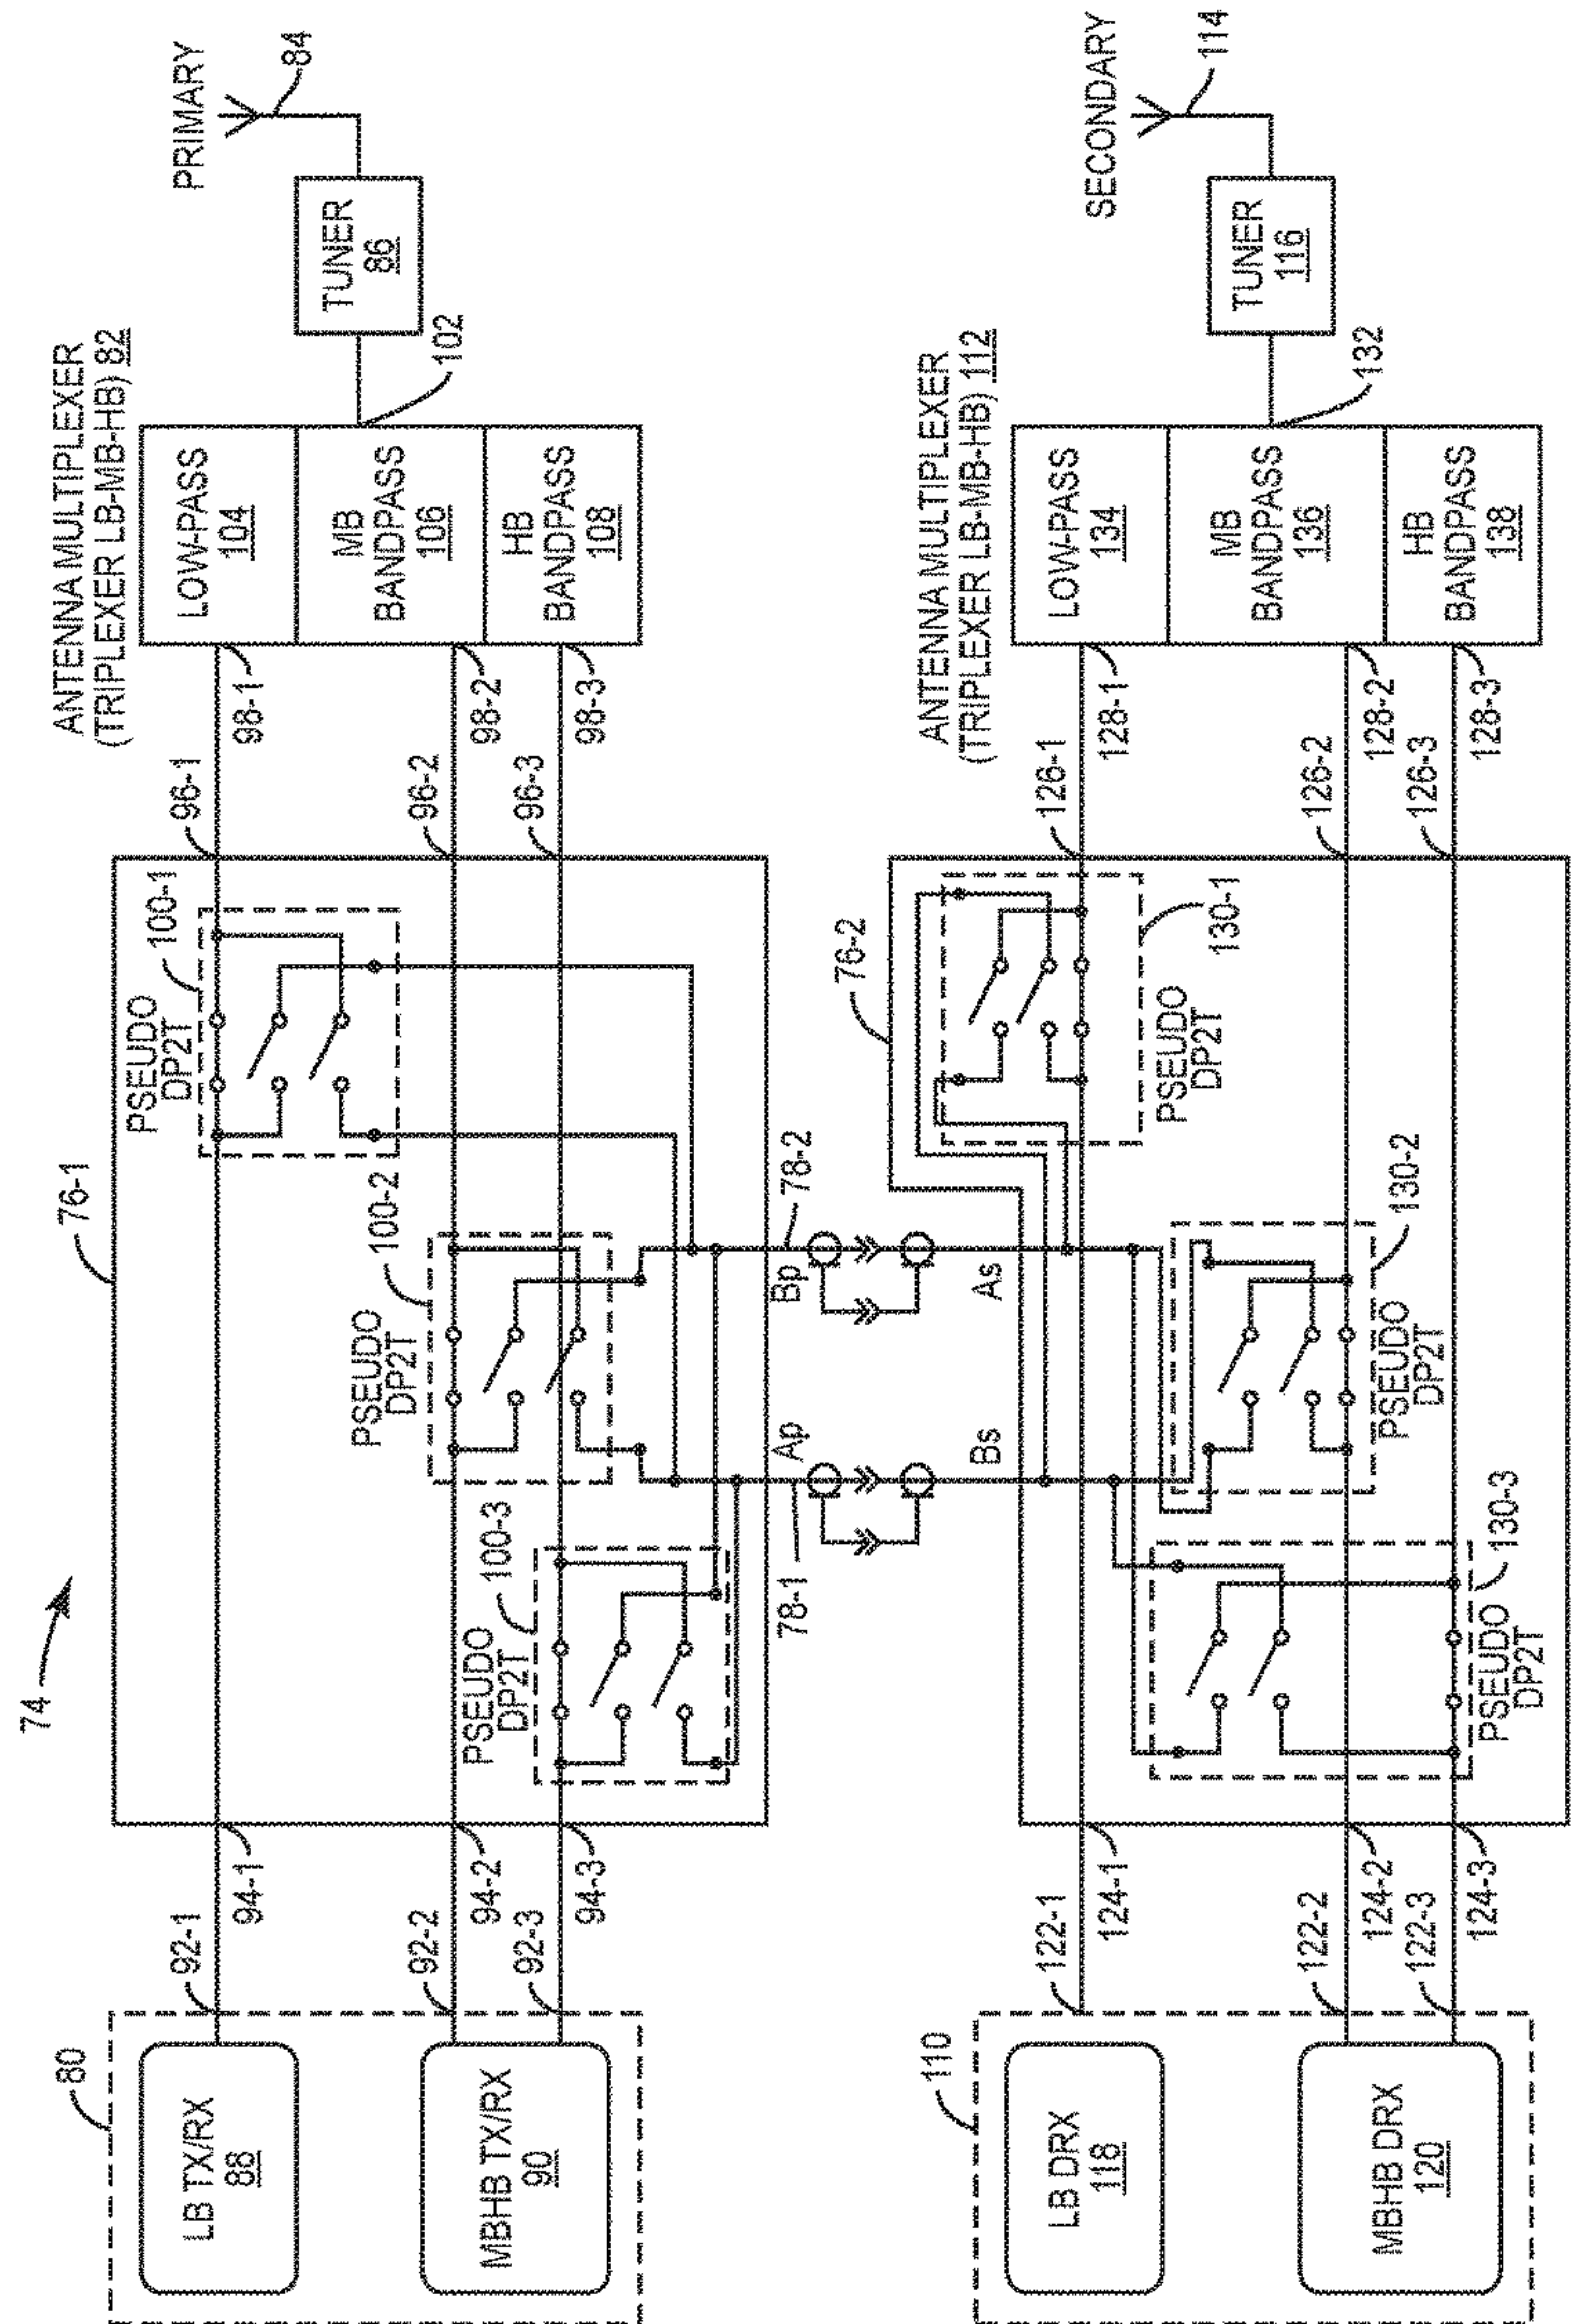 74
PRIMARY
84
TUNER
86
102
ANTENNA MULTIPLEXER
(TRIPLEXER LB-MB-HB) 82
LOW-PASS
104
MB
BANDPASS
106
HB
BANDPASS
108
98-1
98-2
98-3
96-1
96-2
96-3
76-1
PSEUDO
DP2T
100-1
PSEUDO
DP2T
100-2
PSEUDO
DP2T
100-3
94-1
94-2
94-3
92-1
92-2
92-3
80
LB TX/RX
88
MBHB TX/RX
90
78-1
78-2
Ap
Bp
Bs
As
SECONDARY
114
TUNER
116
132
ANTENNA MULTIPLEXER
(TRIPLEXER LB-MB-HB) 112
LOW-PASS
134
MB
BANDPASS
136
HB
BANDPASS
138
128-1
128-2
128-3
126-1
126-2
126-3
76-2
130-1
PSEUDO
DP2T
130-2
PSEUDO
DP2T
130-3
PSEUDO
DP2T
124-1
124-2
124-3
122-1
122-2
122-3
110
LB DRX
118
MBHB DRX
120